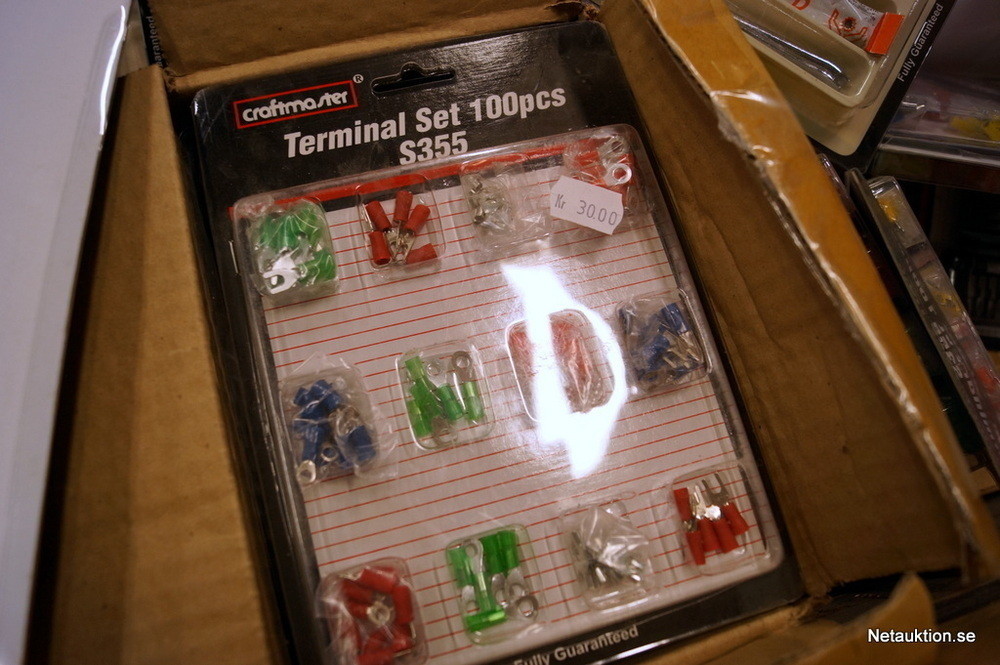 craftmaster®
Terminal Set 100pcs
S355
Kr 30.00
Fully Guaranteed
Fully Guaranteed
Netauktion.se